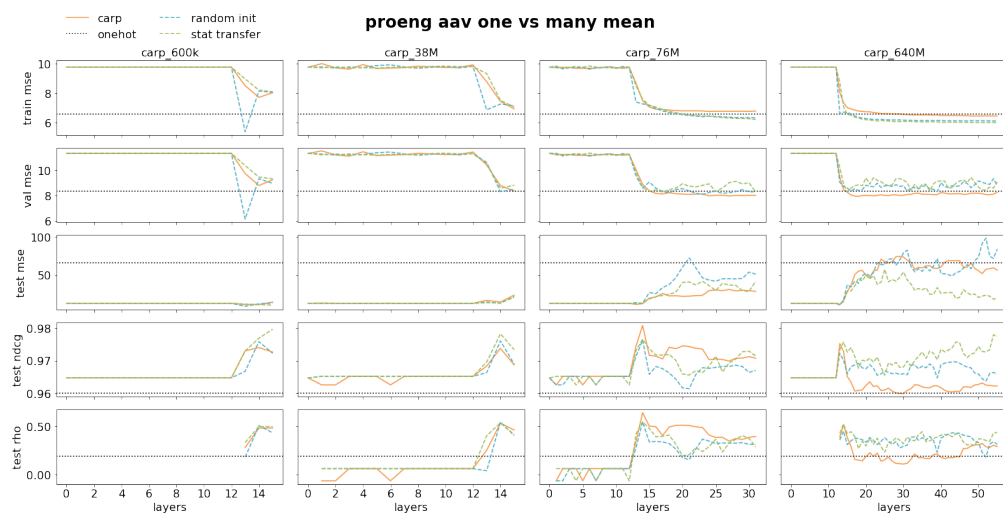 proeng aav one vs many mean
carp
random init
onehot
stat transfer
carp_600k
carp_38M
carp_76M
carp_640M
train mse
10
8
6
val mse
10
8
6
test mse
100
50
test ndcg
0.98
0.97
0.96
test rho
0.50
0.00
0 2 4 6 8 10 12 14
0 2 4 6 8 10 12 14
0 5 10 15 20 25 30
0 10 20 30 40 50
layers
layers
layers
layers